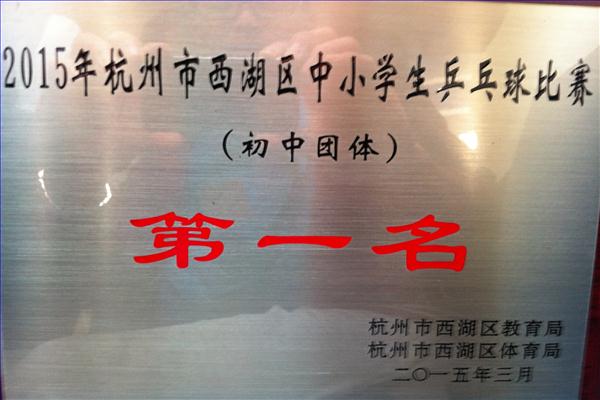 2015年杭州市西湖区中小学生乒乓球比赛
（初中团体）
第一名
杭州市西湖区教育局
杭州市西湖区体育局
二〇一五年三月